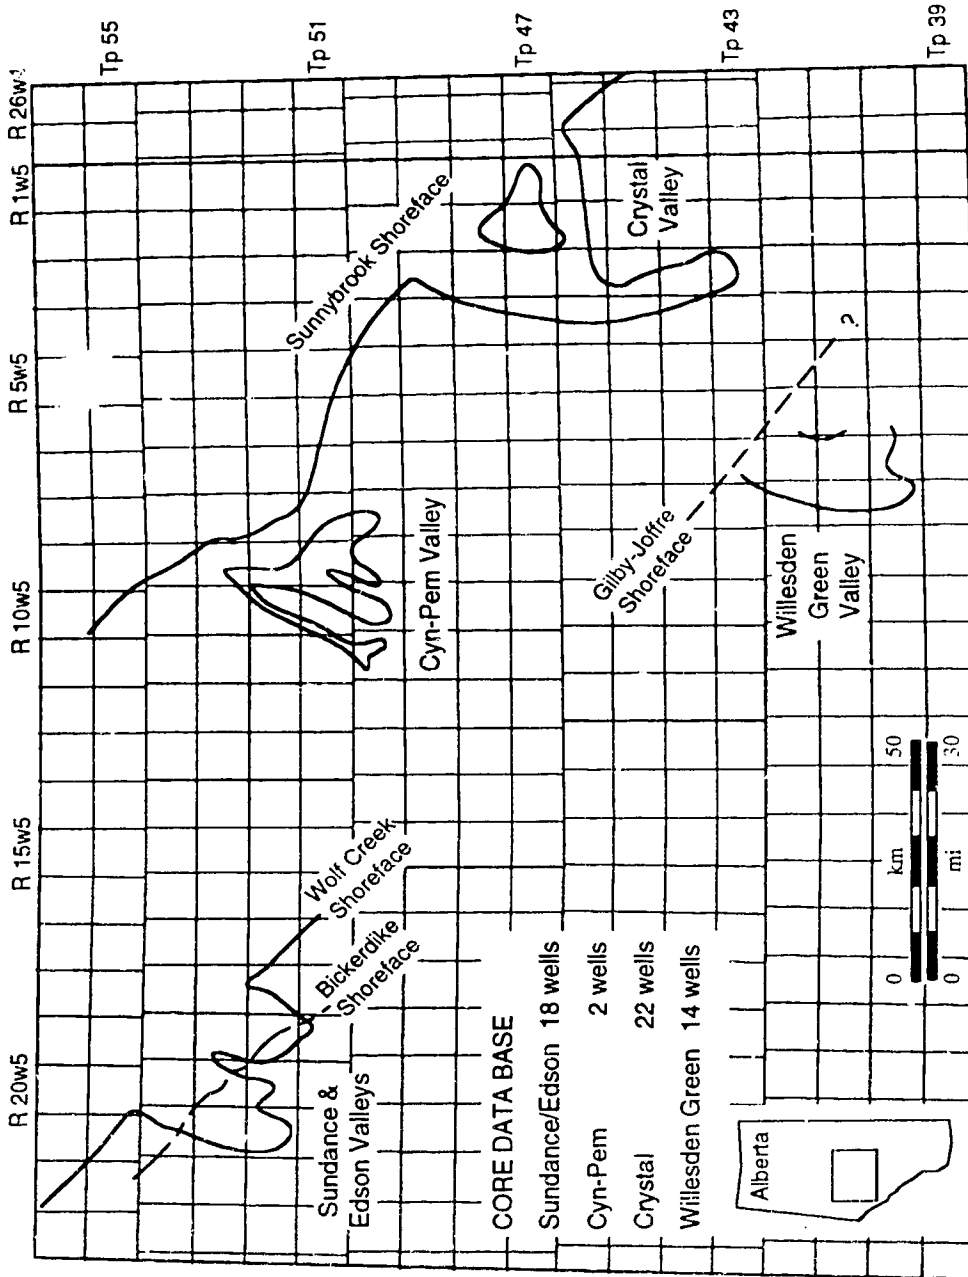 R 20w5
R 15w5
R 10w5
R 5w5
R 1w5
R 26w4
Tp 55
Tp 51
Tp 47
Tp 43
Tp 39
Sunnybrook Shoreface
Crystal
Valley
Cyn-Pem Valley
Gilby-Joffre
Shoreface
?
Willesden
Green
Valley
Wolf Creek
Shoreface
Bickerdike
Shoreface
Sundance &
Edson Valleys
CORE DATA BASE
Sundance/Edson 18 wells
Cyn-Pem 2 wells
Crystal 22 wells
Willesden Green 14 wells
Alberta
0 km 50
0 mi 30